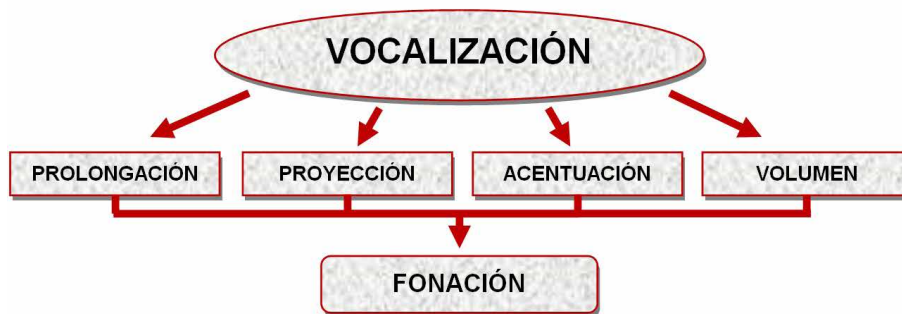 VOCALIZACIÓN
PROLONGACIÓN
PROYECCIÓN
ACENTUACIÓN
VOLUMEN
FONACIÓN